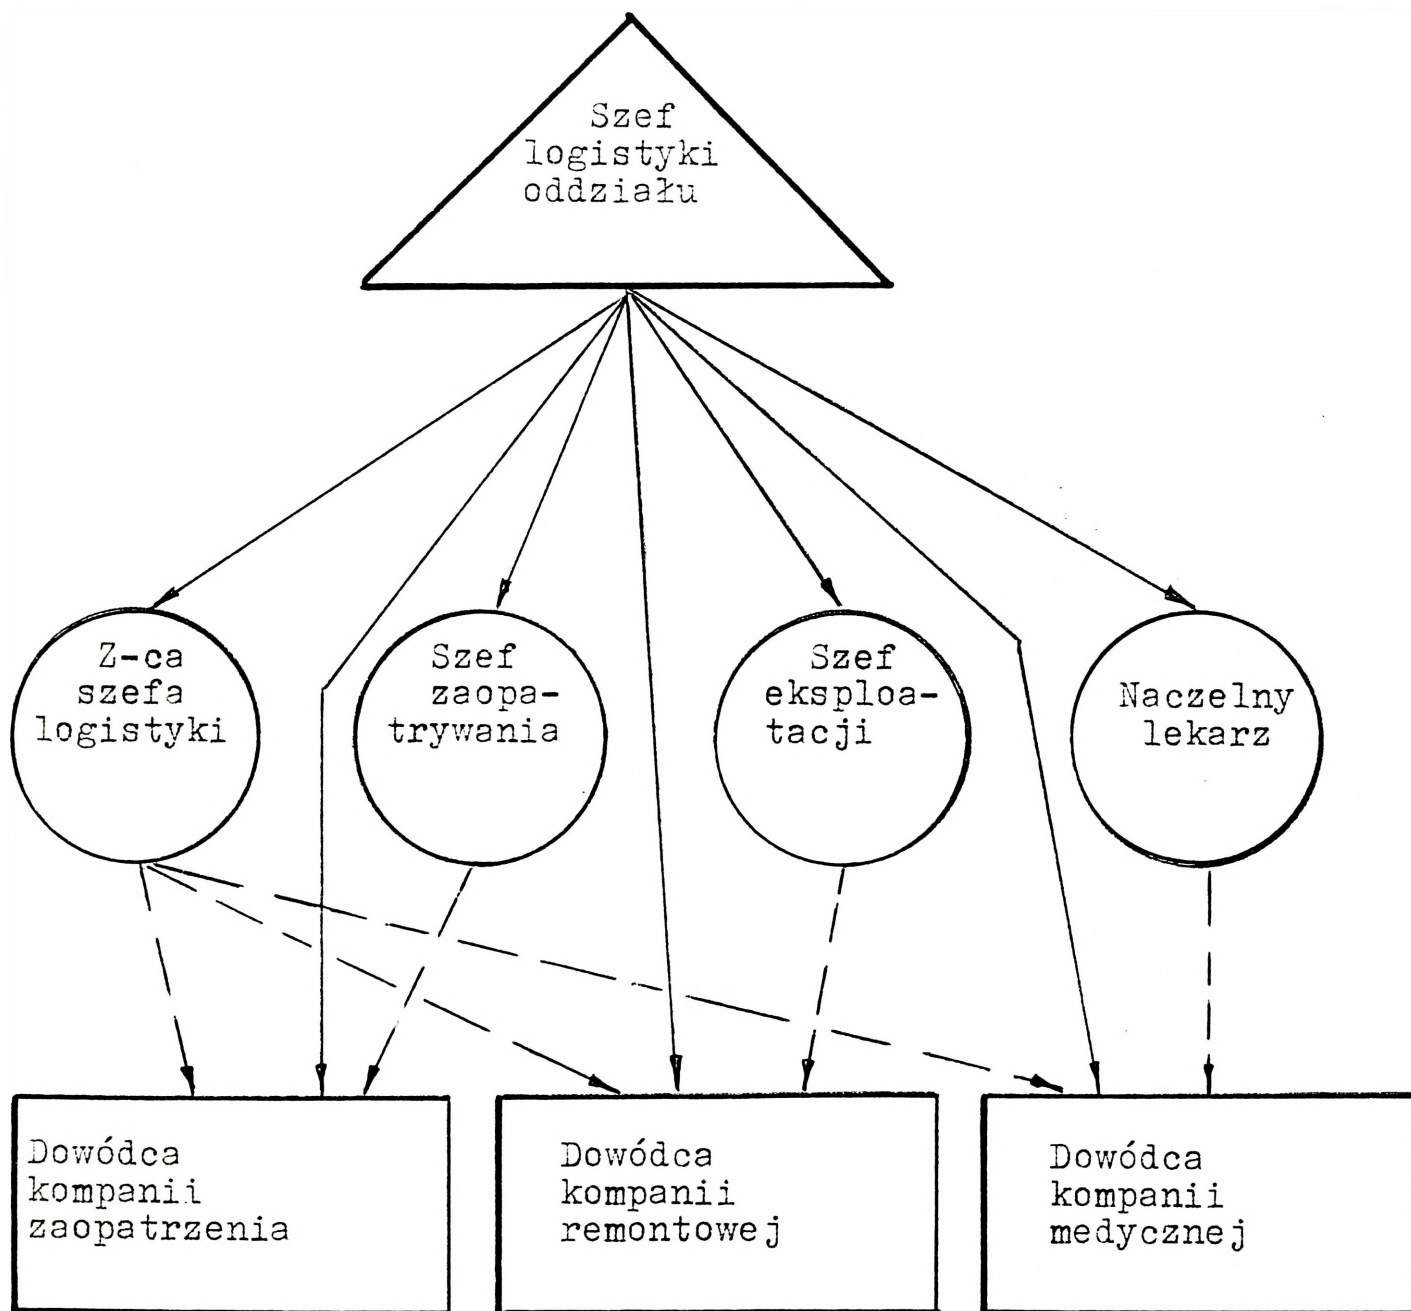 Szef
logistyki
oddziału
Z-ca
szefa
logistyki
Szef
zaopa-
trywania
Szef
eksploa-
tacji
Naczelny
lekarz
Dowódca
kompanii
zaopatrzenia
Dowódca
kompanii
remontowej
Dowódca
kompanii
medycznej